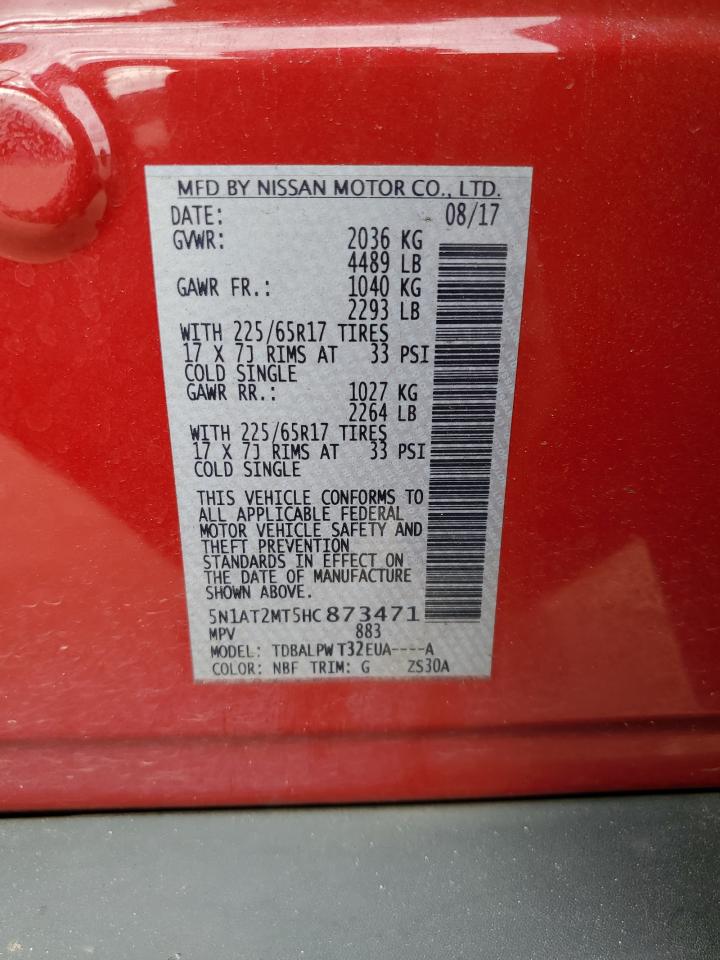 MFD BY NISSAN MOTOR CO., LTD.
DATE: 08/17
GVWR: 2036 KG
4489 LB
GAWR FR.: 1040 KG
2293 LB
WITH 225/65R17 TIRES
17 X 7J RIMS AT 33 PSI
COLD SINGLE
GAWR RR.: 1027 KG
2264 LB
WITH 225/65R17 TIRES
17 X 7J RIMS AT 33 PSI
COLD SINGLE
THIS VEHICLE CONFORMS TO
ALL APPLICABLE FEDERAL
MOTOR VEHICLE SAFETY AND
THEFT PREVENTION
STANDARDS IN EFFECT ON
THE DATE OF MANUFACTURE
SHOWN ABOVE.
5N1AT2MT5HC873471
MPV 883
MODEL: TDBALPW T32EUA----A
COLOR: NBF TRIM: G ZS30A